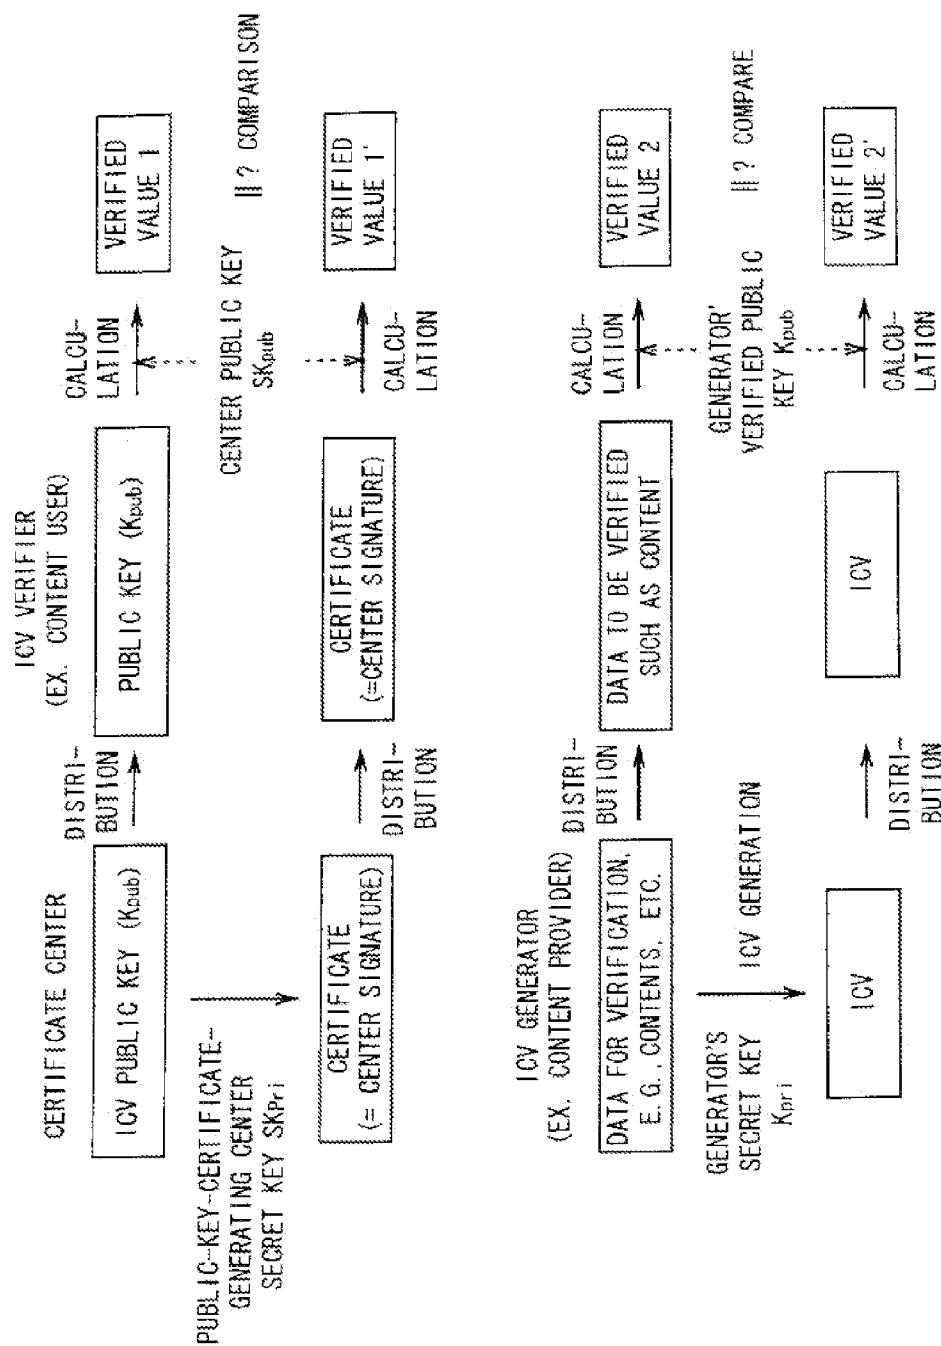 CERTIFICATE CENTER
ICV PUBLIC KEY (Kpub)
PUBLIC-KEY-CERTIFICATE-
GENERATING CENTER
SECRET KEY SKPri
CERTIFICATE
(= CENTER SIGNATURE)
DISTRI-
BUTION
DISTRI-
BUTION
ICV VERIFIER
(EX. CONTENT USER)
PUBLIC KEY (Kpub)
CERTIFICATE
(=CENTER SIGNATURE)
CALCU-
LATION
CENTER PUBLIC KEY
SKpub
CALCU-
LATION
VERIFIED
VALUE 1
||? COMPARISON
VERIFIED
VALUE 1'
ICV GENERATOR
(EX. CONTENT PROVIDER)
DATA FOR VERIFICATION,
E.G.,CONTENTS, ETC.
GENERATOR'S
SECRET KEY
Kpri
ICV GENERATION
ICV
DISTRI-
BUTION
DISTRI-
BUTION
DATA TO BE VERIFIED
SUCH AS CONTENT
ICV
CALCU-
LATION
GENERATOR'
VERIFIED PUBLIC
KEY Kpub
CALCU-
LATION
VERIFIED
VALUE 2
||? COMPARE
VERIFIED
VALUE 2'